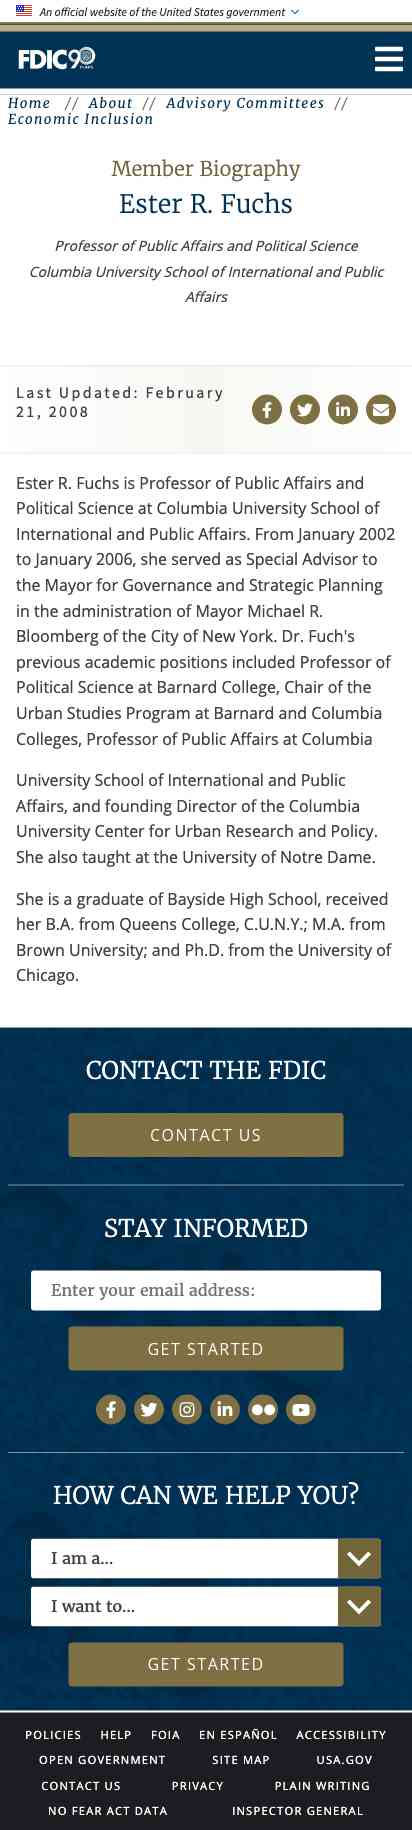 An official website of the United States government
FDIC 90 YEARS
Home // About // Advisory Committees //
Economic Inclusion
Member Biography
Ester R. Fuchs
Professor of Public Affairs and Political Science
Columbia University School of International and Public
Affairs
Last Updated: February
21, 2008
Ester R. Fuchs is Professor of Public Affairs and
Political Science at Columbia University School of
International and Public Affairs. From January 2002
to January 2006, she served as Special Advisor to
the Mayor for Governance and Strategic Planning
in the administration of Mayor Michael R.
Bloomberg of the City of New York. Dr. Fuch's
previous academic positions included Professor of
Political Science at Barnard College, Chair of the
Urban Studies Program at Barnard and Columbia
Colleges, Professor of Public Affairs at Columbia
University School of International and Public
Affairs, and founding Director of the Columbia
University Center for Urban Research and Policy.
She also taught at the University of Notre Dame.
She is a graduate of Bayside High School, received
her B.A. from Queens College, C.U.N.Y.; M.A. from
Brown University; and Ph.D. from the University of
Chicago.
CONTACT THE FDIC
CONTACT US
STAY INFORMED
Enter your email address:
GET STARTED
HOW CAN WE HELP YOU?
I am a...
I want to...
GET STARTED
POLICIES HELP FOIA EN ESPAÑOL ACCESSIBILITY
OPEN GOVERNMENT SITE MAP USA.GOV
CONTACT US PRIVACY PLAIN WRITING
NO FEAR ACT DATA INSPECTOR GENERAL